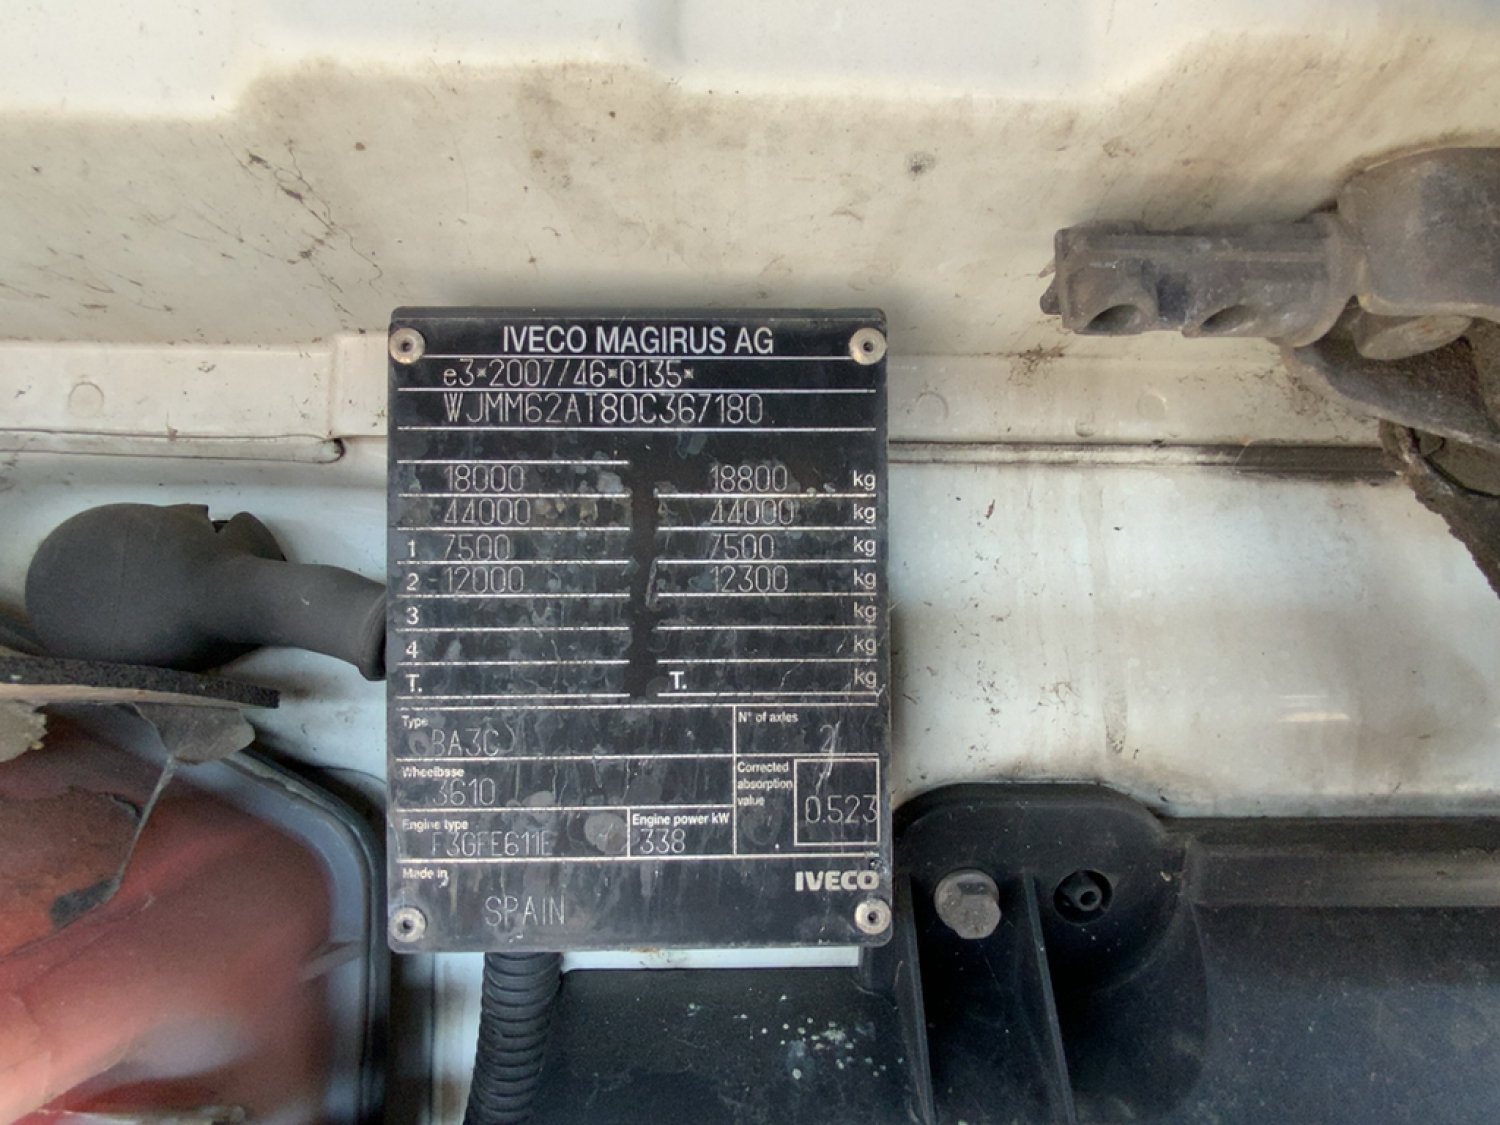 IVECO MAGIRUS AG
e3*2007/46*0135*
WJMM62AT80C367180
18000 18800 kg
44000 44000 kg
1 7500 7500 kg
2 12000 12300 kg
3 kg
4 kg
T. T. kg
Type N° of axles
BA3C 2
Wheelbase Corrected absorption value
3610 0.523
Engine type Engine power kW
F3GFE611E 338
Made in IVECO
SPAIN